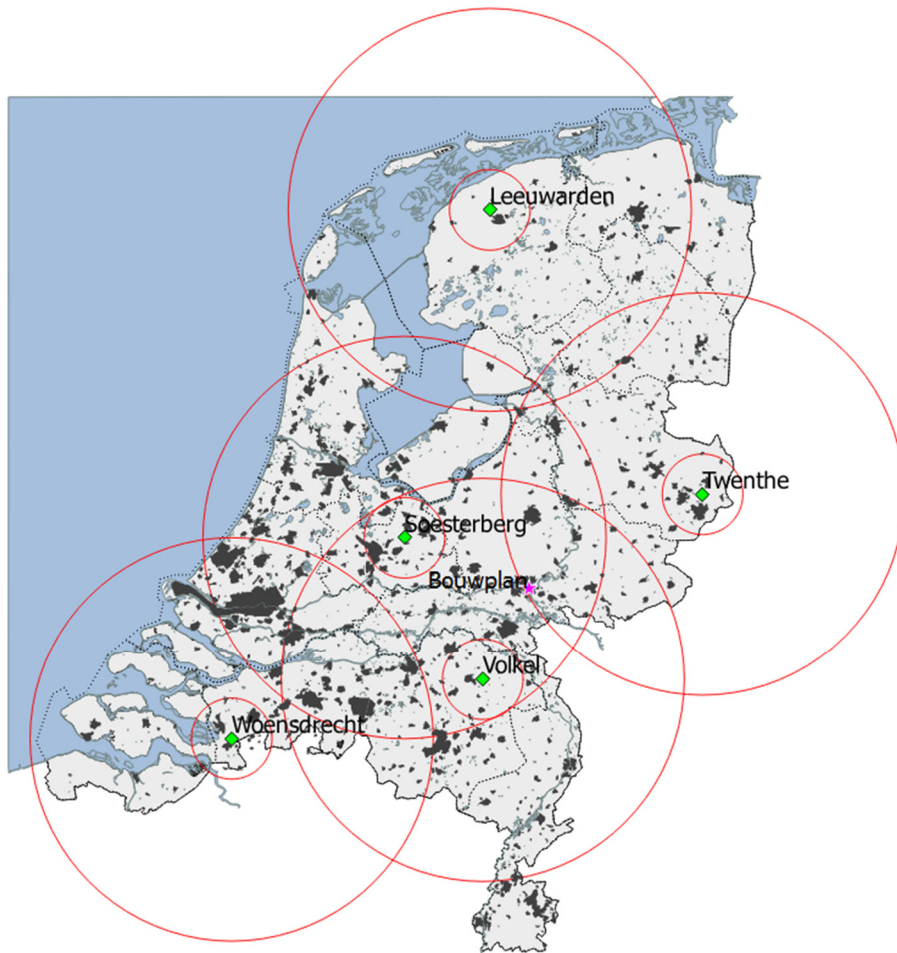 Leeuwarden
Twenthe
Soesterberg
Bouwplan
Volkel
Woensdrecht